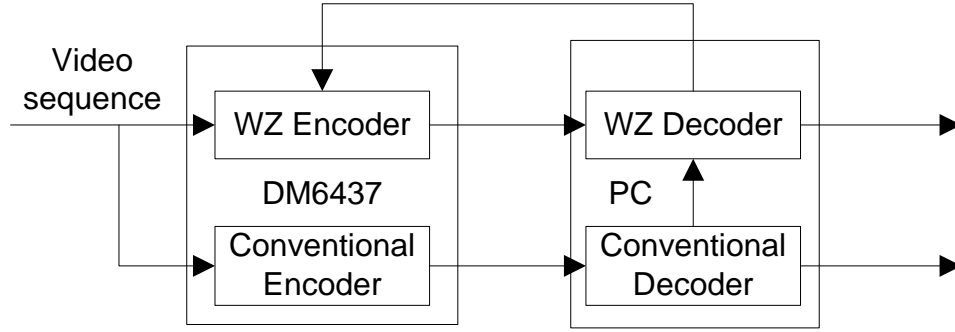 Video
sequence
WZ Encoder
WZ Decoder
DM6437
PC
Conventional
Encoder
Conventional
Decoder